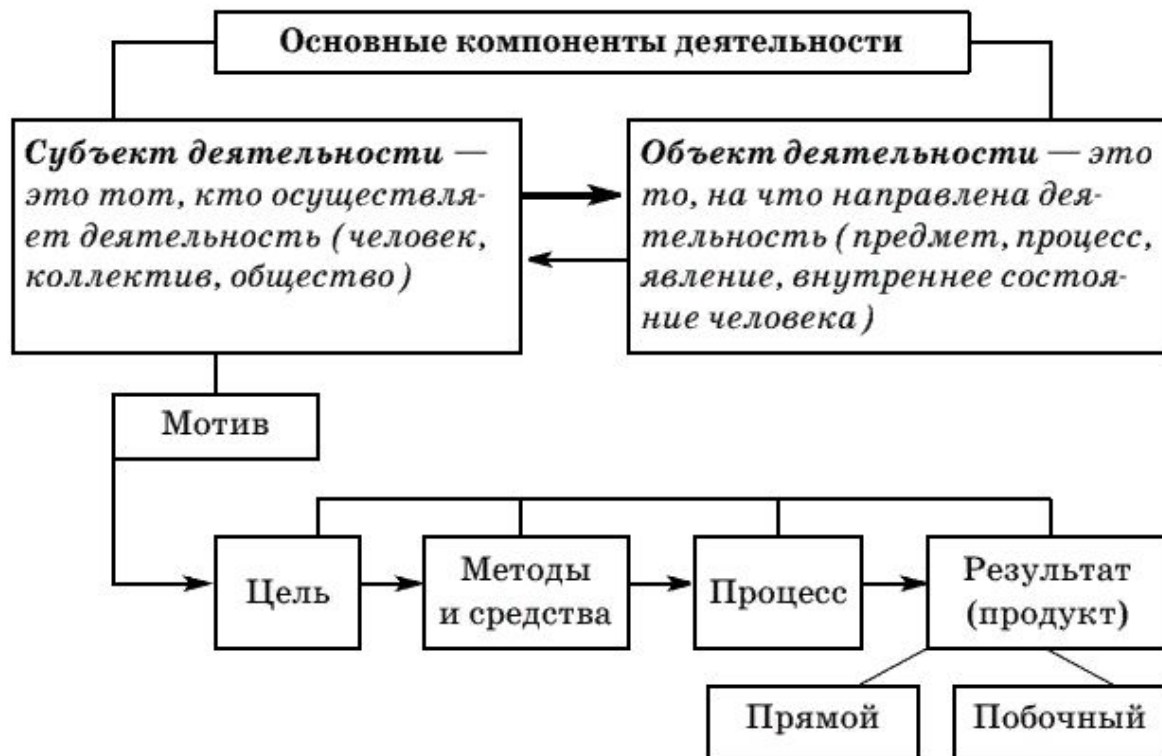 Основные компоненты деятельности
Субъект деятельности —
это тот, кто осуществля-
ет деятельность (человек,
коллектив, общество)
Объект деятельности — это
то, на что направлена дея-
тельность (предмет, процесс,
явление, внутреннее состоя-
ние человека)
Мотив
Цель
Методы
и средства
Процесс
Результат
(продукт)
Прямой
Побочный